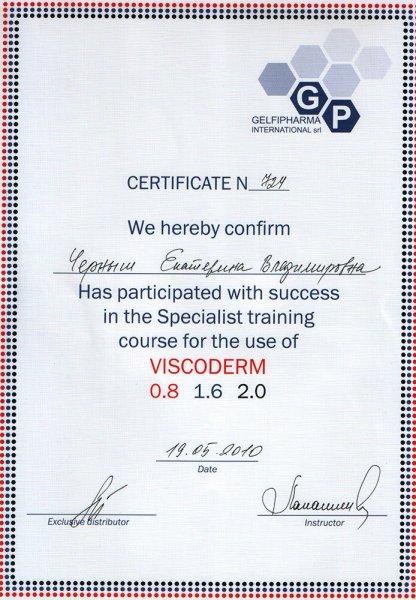 G P
GELFIPHARMA
INTERNATIONAL srl
CERTIFICATE N 724
We hereby confirm
Черныш Екатерина Владимировна
Has participated with success
in the Specialist training
course for the use of
VISCODERM
0.8 1.6 2.0
19.05.2010
Date
Exclusive distributor
Instructor